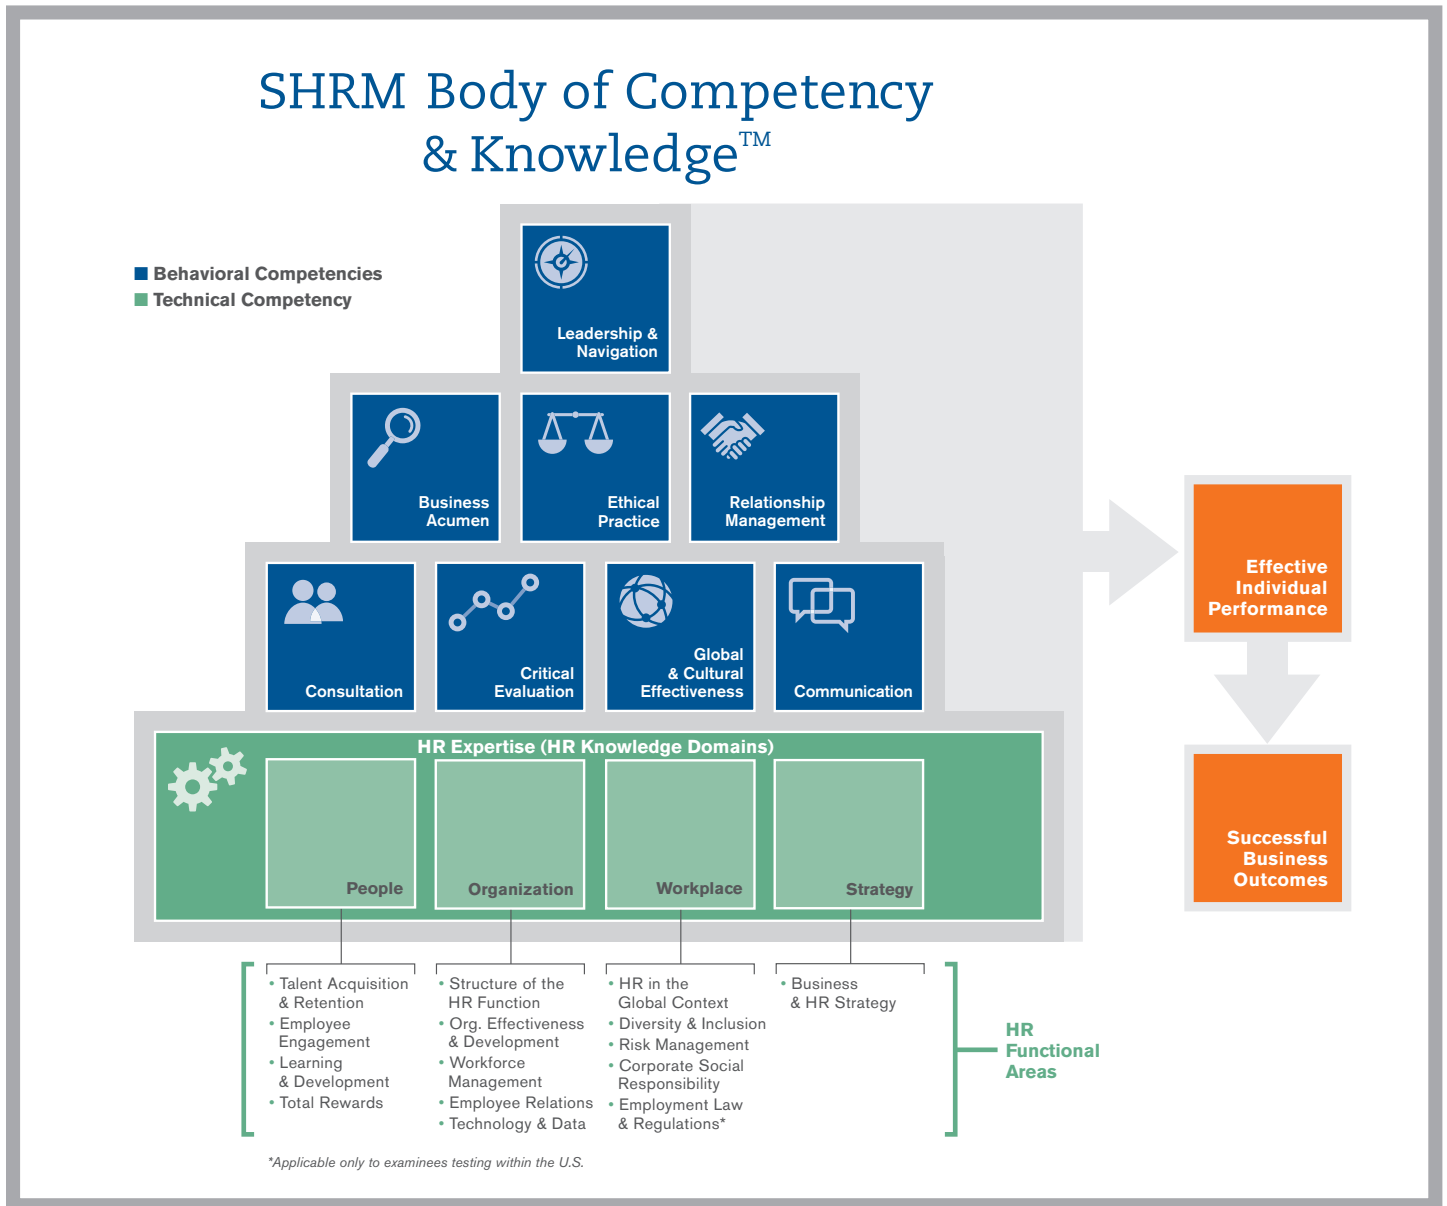 SHRM Body of Competency
& Knowledge™
Behavioral Competencies
Technical Competency
Leadership &
Navigation
Business
Acumen
Ethical
Practice
Relationship
Management
Consultation
Critical
Evaluation
Global
& Cultural
Effectiveness
Communication
Effective
Individual
Performance
Successful
Business
Outcomes
HR Expertise (HR Knowledge Domains)
People
Organization
Workplace
Strategy
• Talent Acquisition
& Retention
• Employee
Engagement
• Learning
& Development
• Total Rewards
• Structure of the
HR Function
• Org. Effectiveness
& Development
• Workforce
Management
• Employee Relations
• Technology & Data
• HR in the
Global Context
• Diversity & Inclusion
• Risk Management
• Corporate Social
Responsibility
• Employment Law
& Regulations*
• Business
& HR Strategy
HR
Functional
Areas
*Applicable only to examinees testing within the U.S.